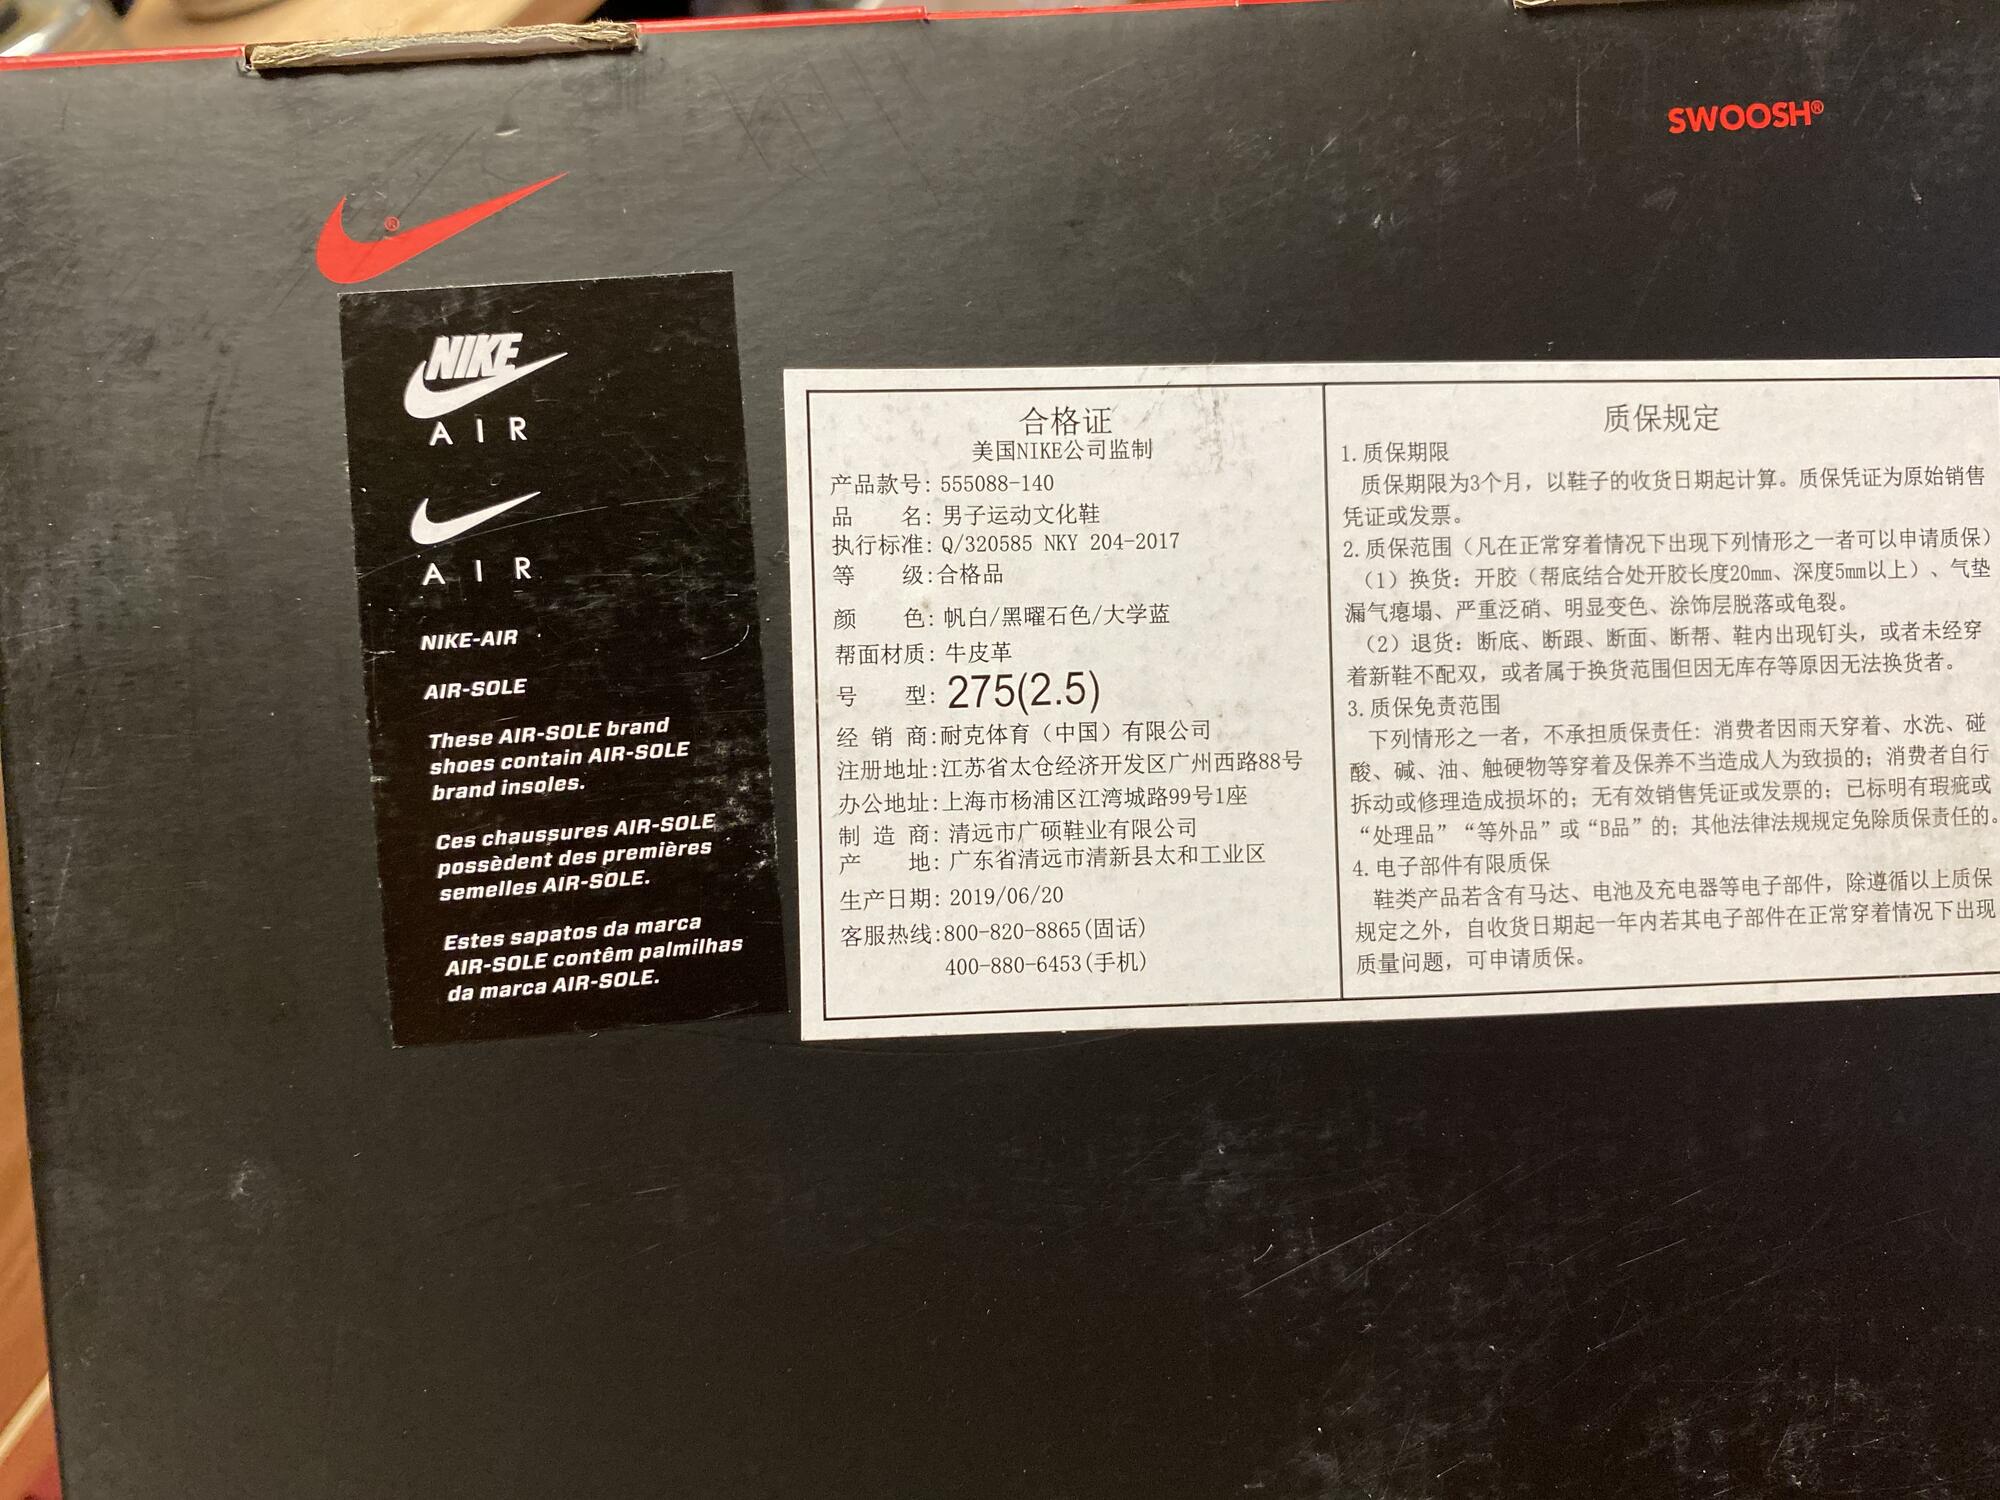 SWOOSH®
®
NIKE
AIR
AIR
NIKE-AIR
AIR-SOLE
These AIR-SOLE brand
shoes contain AIR-SOLE
brand insoles.
Ces chaussures AIR-SOLE
possèdent des premières
semelles AIR-SOLE.
Estes sapatos da marca
AIR-SOLE contêm palmilhas
da marca AIR-SOLE.
合格证
美国NIKE公司监制
产品款号: 555088-140
品 名: 男子运动文化鞋
执行标准: Q/320585 NKY 204-2017
等 级:合格品
颜 色: 帆白/黑曜石色/大学蓝
帮面材质: 牛皮革
号 型: 275(2.5)
经 销 商:耐克体育（中国）有限公司
注册地址:江苏省太仓经济开发区广州西路88号
办公地址:上海市杨浦区江湾城路99号1座
制 造 商: 清远市广硕鞋业有限公司
产 地: 广东省清远市清新县太和工业区
生产日期: 2019/06/20
客服热线:800-820-8865(固话)
400-880-6453(手机)
质保规定
1.质保期限
质保期限为3个月，以鞋子的收货日期起计算。质保凭证为原始销售
凭证或发票。
2.质保范围（凡在正常穿着情况下出现下列情形之一者可以申请质保）
（1）换货：开胶（帮底结合处开胶长度20mm、深度5mm以上）、气垫
漏气瘪塌、严重泛硝、明显变色、涂饰层脱落或龟裂。
（2）退货：断底、断跟、断面、断帮、鞋内出现钉头，或者未经穿
着新鞋不配双，或者属于换货范围但因无库存等原因无法换货者。
3.质保免责范围
下列情形之一者，不承担质保责任：消费者因雨天穿着、水洗、碰
酸、碱、油、触硬物等穿着及保养不当造成人为致损的；消费者自行
拆动或修理造成损坏的；无有效销售凭证或发票的；已标明有瑕疵或
“处理品”“等外品”或“B品”的；其他法律法规规定免除质保责任的。
4.电子部件有限质保
鞋类产品若含有马达、电池及充电器等电子部件，除遵循以上质保
规定之外，自收货日期起一年内若其电子部件在正常穿着情况下出现
质量问题，可申请质保。